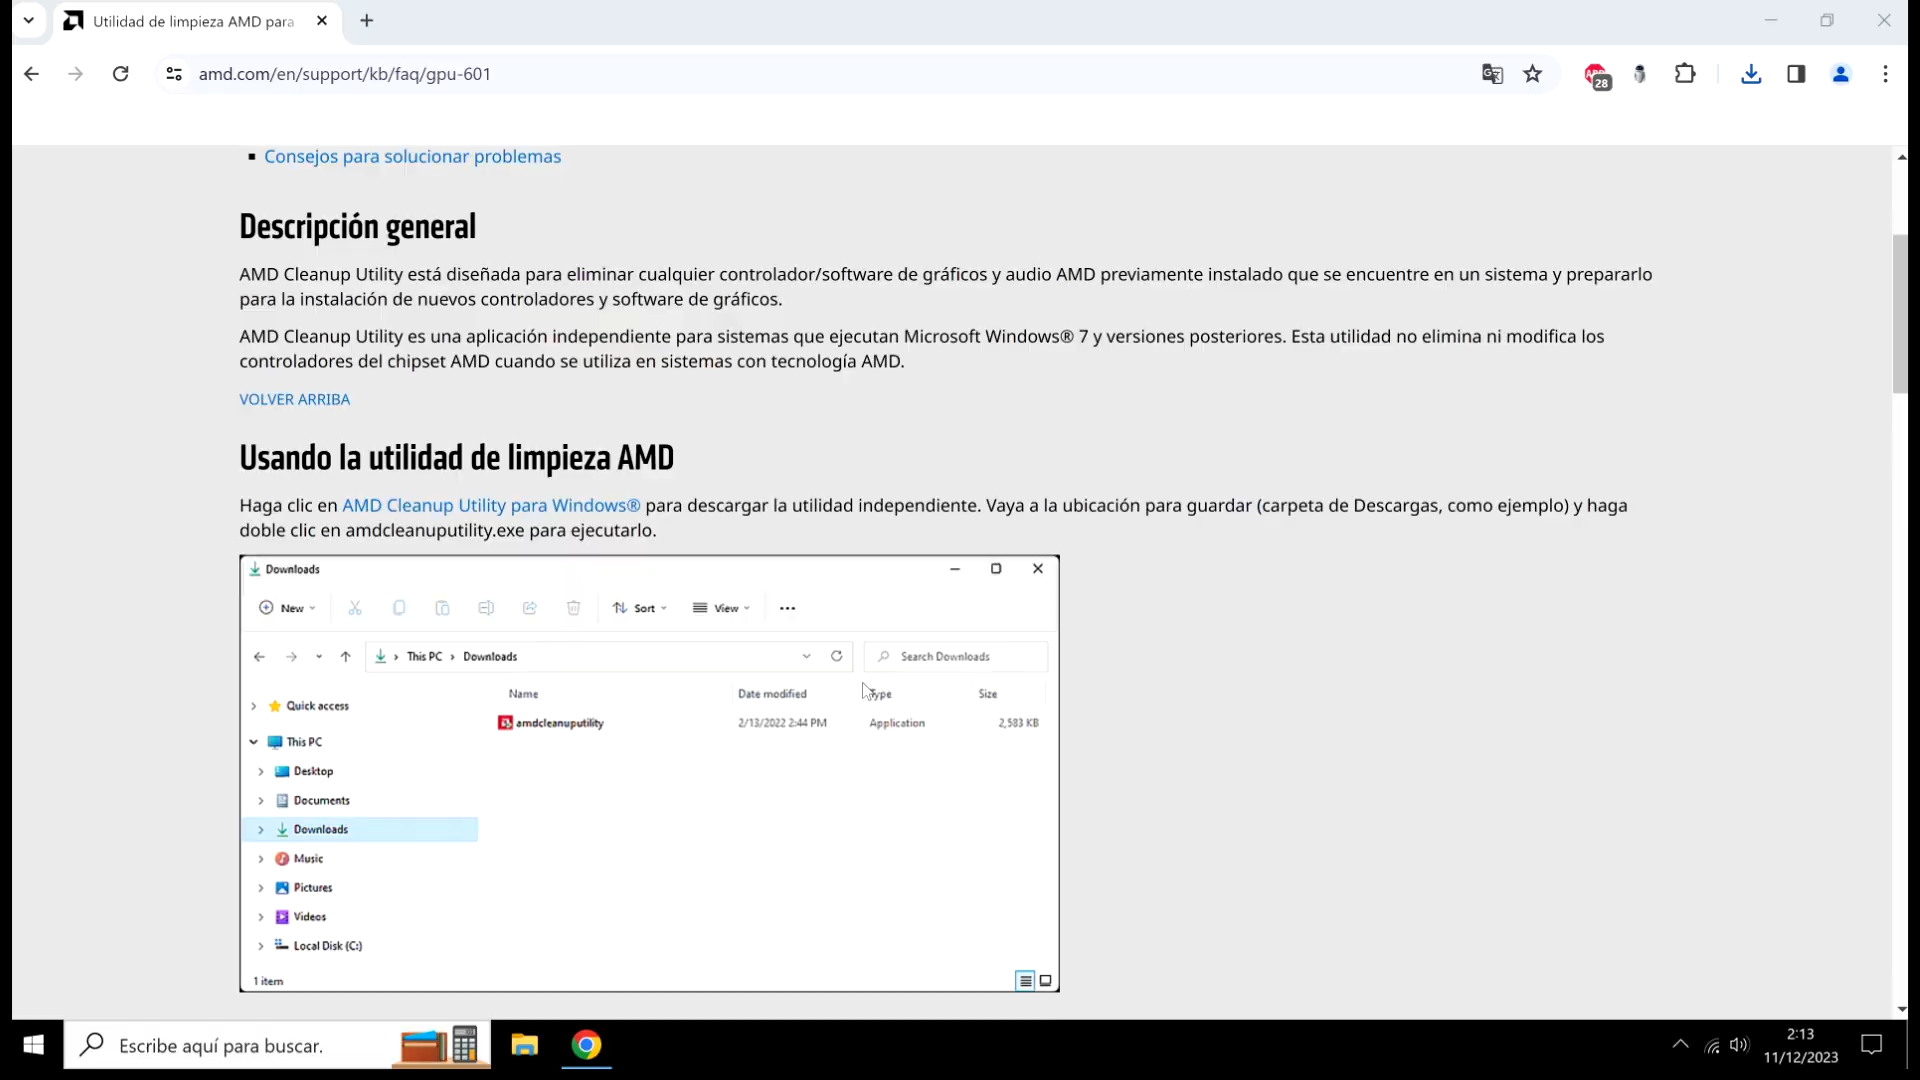 Utilidad de limpieza AMD para
amd.com/en/support/kb/faq/gpu-601
28
Consejos para solucionar problemas
Descripción general
AMD Cleanup Utility está diseñada para eliminar cualquier controlador/software de gráficos y audio AMD previamente instalado que se encuentre en un sistema y prepararlo
para la instalación de nuevos controladores y software de gráficos.
AMD Cleanup Utility es una aplicación independiente para sistemas que ejecutan Microsoft Windows® 7 y versiones posteriores. Esta utilidad no elimina ni modifica los
controladores del chipset AMD cuando se utiliza en sistemas con tecnología AMD.
VOLVER ARRIBA
Usando la utilidad de limpieza AMD
Haga clic en AMD Cleanup Utility para Windows® para descargar la utilidad independiente. Vaya a la ubicación para guardar (carpeta de Descargas, como ejemplo) y haga
doble clic en amdcleanuputility.exe para ejecutarlo.
Downloads
New Sort View
This PC > Downloads Search Downloads
Name Date modified Type Size
Quick access
amdcleanuputility 2/13/2022 2:44 PM Application 2,583 KB
This PC
Desktop
Documents
Downloads
Music
Pictures
Videos
Local Disk (C:)
1 item
Escribe aquí para buscar.
2:13
11/12/2023